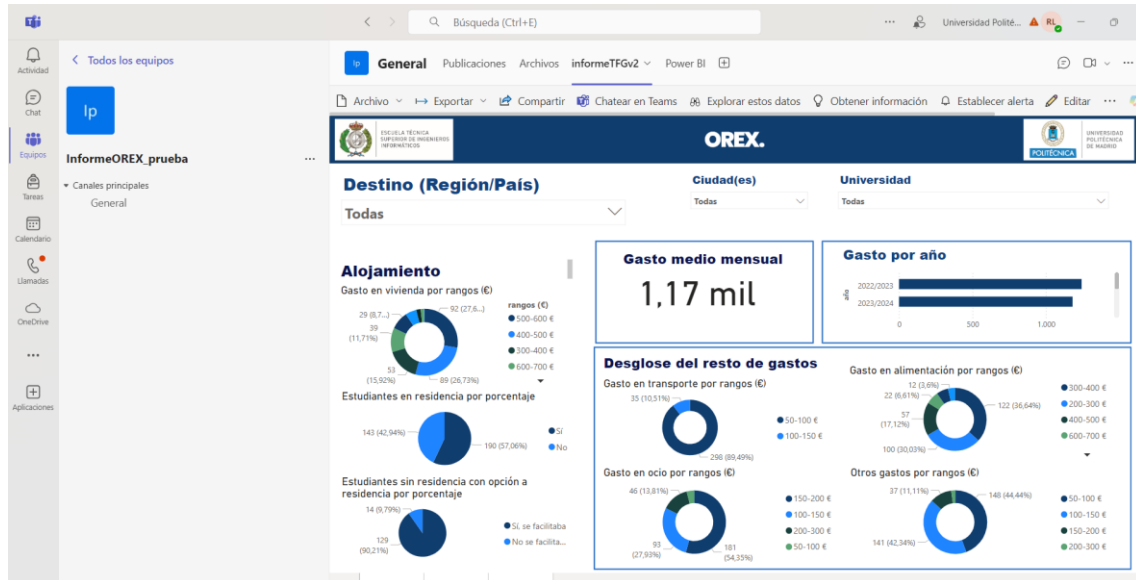 Búsqueda (Ctrl+E)
Universidad Polité...
RL
Actividad
Chat
Equipos
Tareas
Calendario
Llamadas
OneDrive
Aplicaciones
Todos los equipos
Ip
InformeOREX_prueba
Canales principales
General
Ip
General Publicaciones Archivos informeTFGv2 Power BI
Archivo Exportar Compartir Chatear en Teams Explorar estos datos Obtener información Establecer alerta Editar
ESCUELA TÉCNICA
SUPERIOR DE INGENIEROS
INFORMÁTICOS
OREX.
POLITÉCNICA
UNIVERSIDAD
POLITÉCNICA
DE MADRID
Destino (Región/País)
Todas
Ciudad(es)
Todas
Universidad
Todas
Alojamiento
Gasto en vivienda por rangos (€)
29 (8,7...)
39
(11,71%)
53
(15,92%)
89 (26,73%)
92 (27,6...)
rangos (€)
500-600 €
400-500 €
300-400 €
600-700 €
Estudiantes en residencia por porcentaje
143 (42,94%)
190 (57,06%)
Sí
No
Estudiantes sin residencia con opción a
residencia por porcentaje
14 (9,79%)
129
(90,21%)
Sí, se facilitaba
No se facilita...
Gasto medio mensual
1,17 mil
Gasto por año
año
2022/2023
2023/2024
0 500 1.000
Desglose del resto de gastos
Gasto en transporte por rangos (€)
35 (10,51%)
298 (89,49%)
50-100 €
100-150 €
Gasto en alimentación por rangos (€)
12 (3,6%)
22 (6,61%)
57
(17,12%)
100 (30,03%)
122 (36,64%)
300-400 €
200-300 €
400-500 €
600-700 €
Gasto en ocio por rangos (€)
46 (13,81%)
93
(27,93%)
181
(54,35%)
150-200 €
100-150 €
200-300 €
50-100 €
Otros gastos por rangos (€)
37 (11,11%)
148 (44,44%)
141 (42,34%)
50-100 €
100-150 €
150-200 €
200-300 €